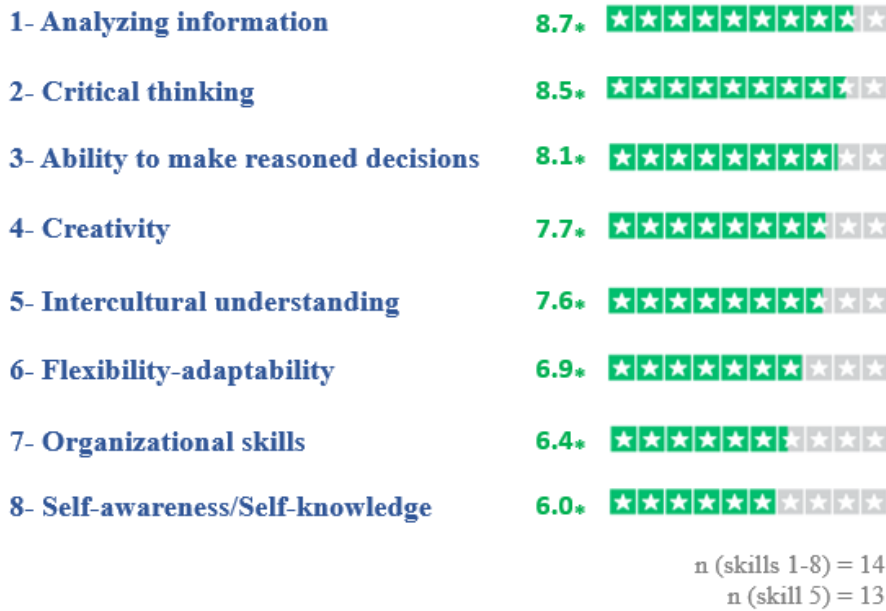 1- Analyzing information 8.7*
2- Critical thinking 8.5*
3- Ability to make reasoned decisions 8.1*
4- Creativity 7.7*
5- Intercultural understanding 7.6*
6- Flexibility-adaptability 6.9*
7- Organizational skills 6.4*
8- Self-awareness/Self-knowledge 6.0*
n (skills 1-8) = 14
n (skill 5) = 13